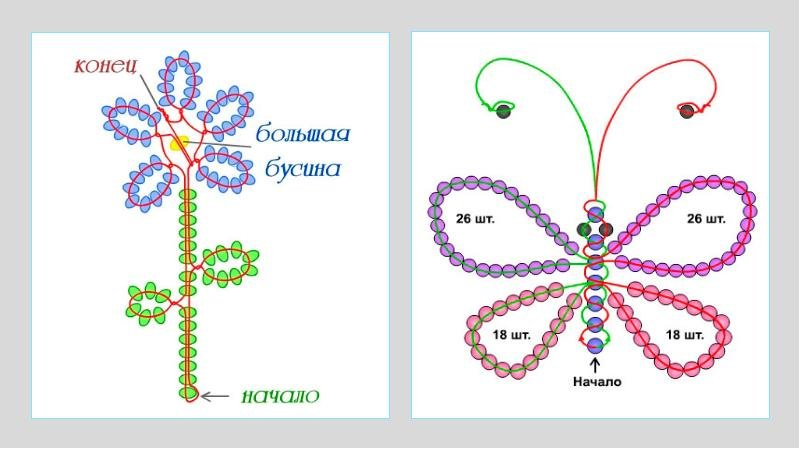 конец
большая
бусина
начало
26 шт.
26 шт.
18 шт.
18 шт.
Начало